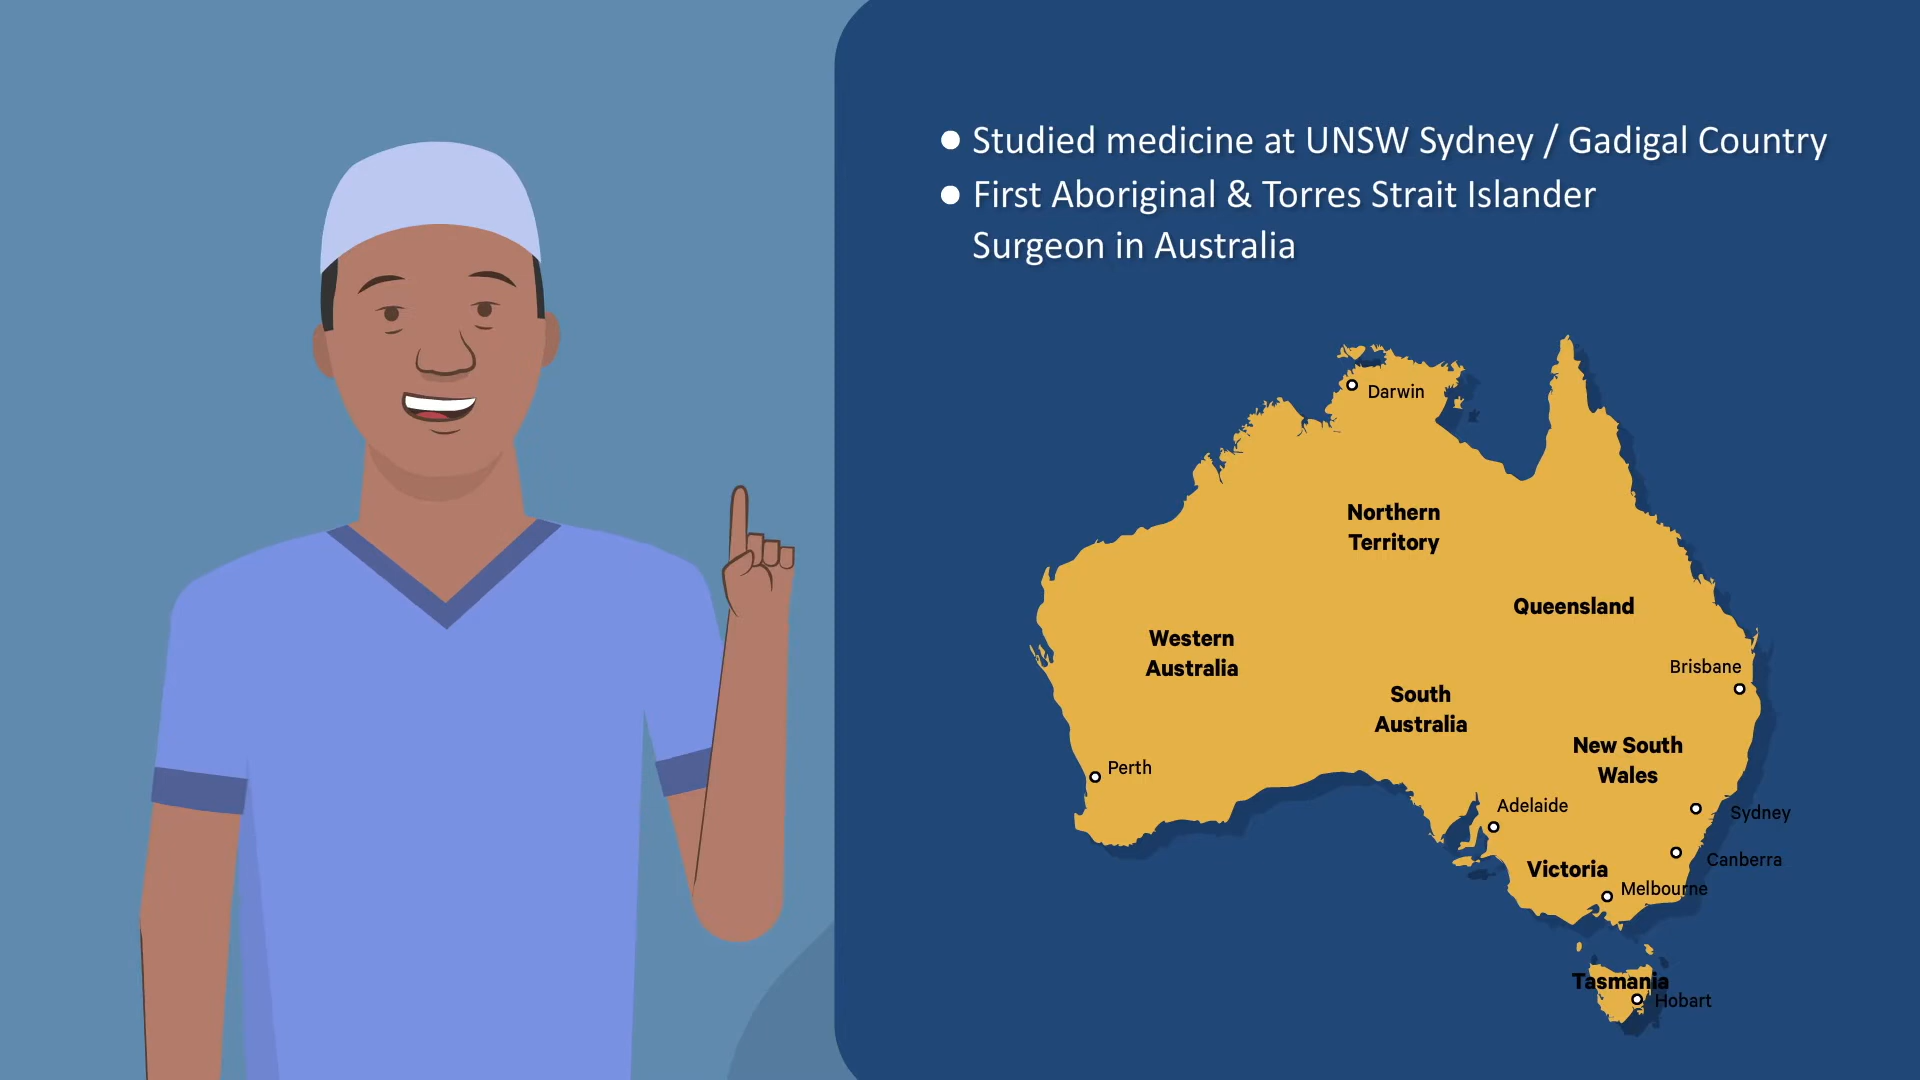 ● Studied medicine at UNSW Sydney / Gadigal Country
● First Aboriginal & Torres Strait Islander
Surgeon in Australia
Darwin
Northern
Territory
Queensland
Western
Australia
Brisbane
South
Australia
New South
Wales
Perth
Adelaide
Sydney
Canberra
Victoria
Melbourne
Tasmania
Hobart